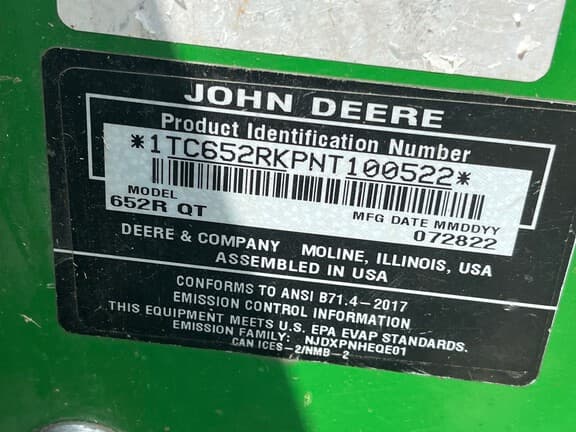 JOHN DEERE
Product Identification Number
*1TC652RKPNT100522*
MODEL
652R QT
MFG DATE MMDDYY
072822
DEERE & COMPANY MOLINE, ILLINOIS, USA
ASSEMBLED IN USA
CONFORMS TO ANSI B71.4-2017
EMISSION CONTROL INFORMATION
THIS EQUIPMENT MEETS U.S. EPA EVAP STANDARDS.
EMISSION FAMILY: NJDXPNHEQE01
CAN ICES-2/NMB-2